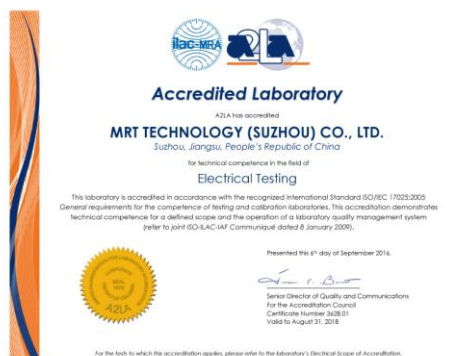 ilac-MRA
A2LA
Accredited Laboratory
A2LA has accredited
MRT TECHNOLOGY (SUZHOU) CO., LTD.
Suzhou, Jiangsu, People's Republic of China
for technical competence in the field of
Electrical Testing
This laboratory is accredited in accordance with the recognized International Standard ISO/IEC 17025:2005
General requirements for the competence of testing and calibration laboratories. This accreditation demonstrates
technical competence for a defined scope and the operation of a laboratory quality management system
(refer to joint ISO-ILAC-IAF Communiqué dated 8 January 2009).
Presented this 6th day of September 2016.
Senior Director of Quality and Communications
For the Accreditation Council
Certificate Number 3628.01
Valid to August 31, 2018
CORPORATE
SEAL
1978
A2LA
For the tests to which this accreditation applies, please refer to the laboratory's Electrical Scope of Accreditation.